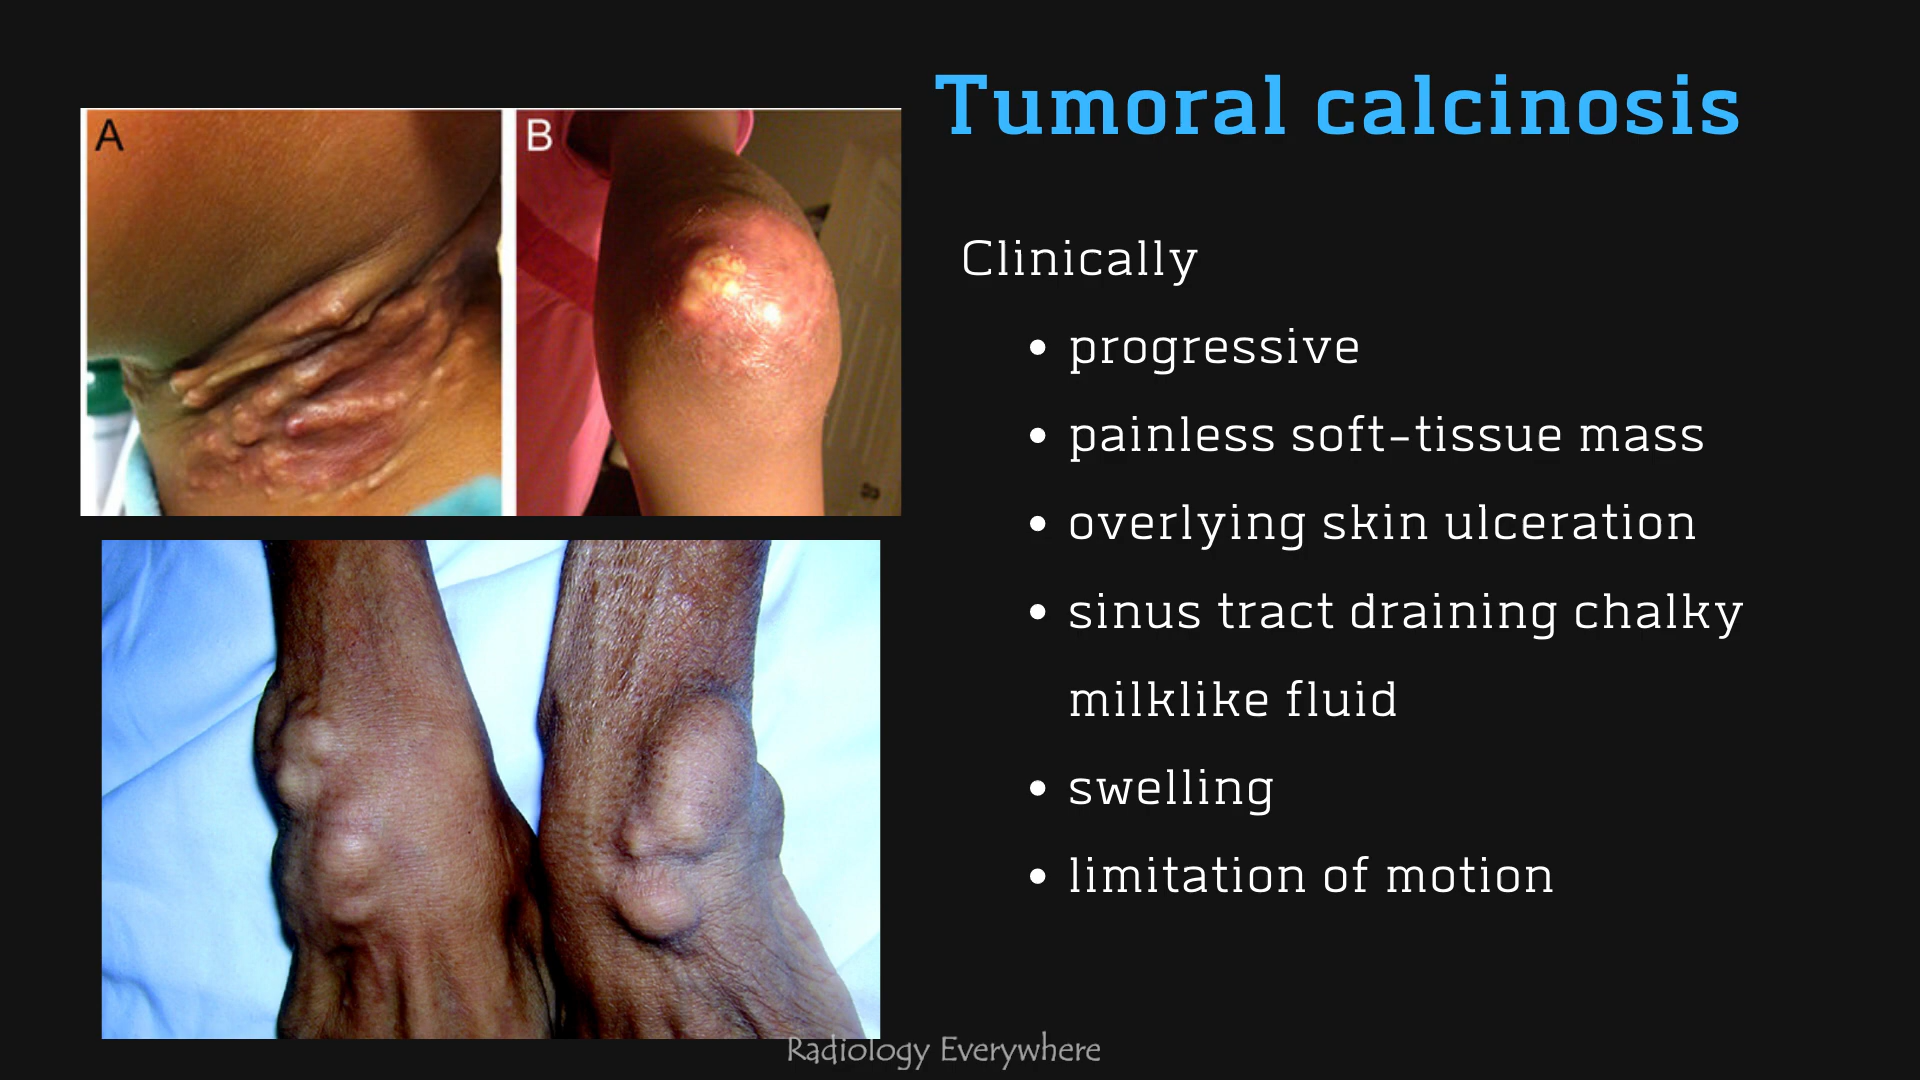 Tumoral calcinosis
A
B
Clinically
• progressive
• painless soft-tissue mass
• overlying skin ulceration
• sinus tract draining chalky
milklike fluid
• swelling
• limitation of motion
Radiology Everywhere